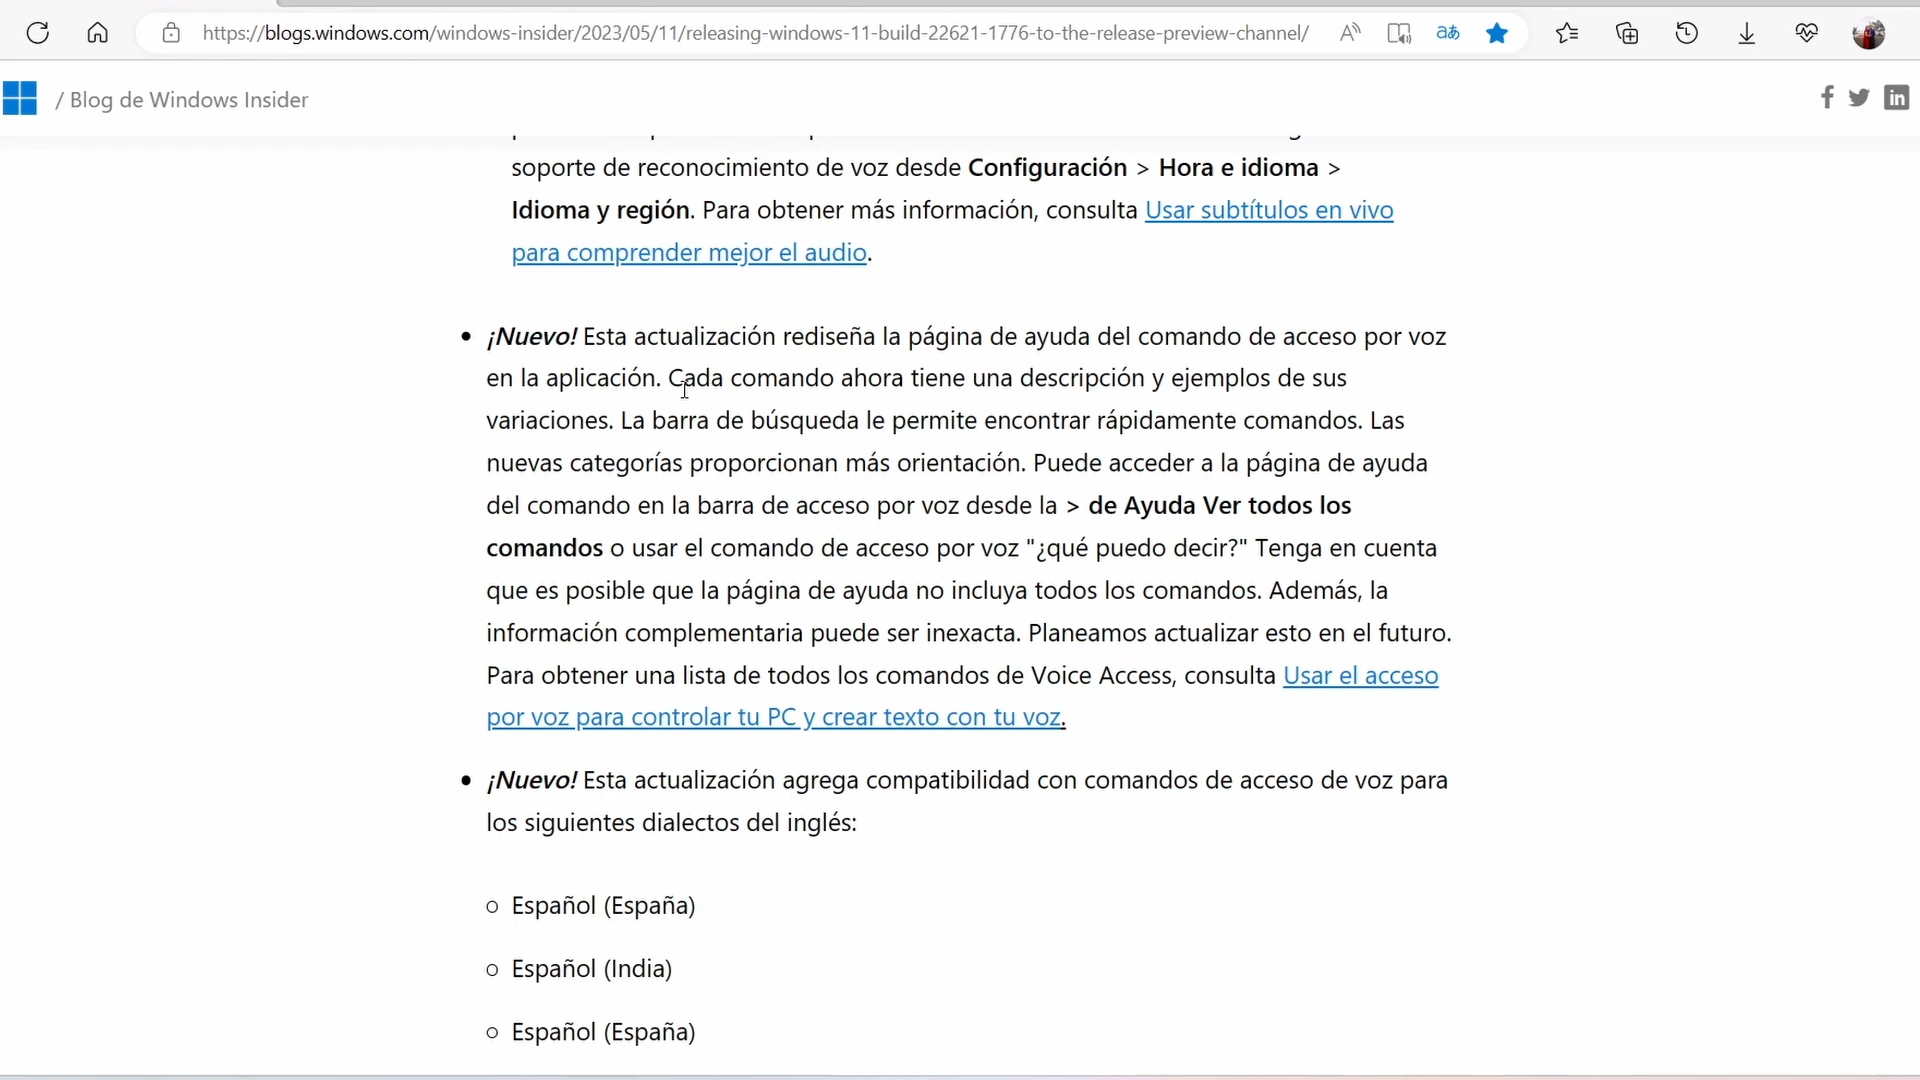 https://blogs.windows.com/windows-insider/2023/05/11/releasing-windows-11-build-22621-1776-to-the-release-preview-channel/
/ Blog de Windows Insider
soporte de reconocimiento de voz desde Configuración > Hora e idioma >
Idioma y región. Para obtener más información, consulta Usar subtítulos en vivo
para comprender mejor el audio.
• ¡Nuevo! Esta actualización rediseña la página de ayuda del comando de acceso por voz
en la aplicación. Cada comando ahora tiene una descripción y ejemplos de sus
variaciones. La barra de búsqueda le permite encontrar rápidamente comandos. Las
nuevas categorías proporcionan más orientación. Puede acceder a la página de ayuda
del comando en la barra de acceso por voz desde la > de Ayuda Ver todos los
comandos o usar el comando de acceso por voz "¿qué puedo decir?" Tenga en cuenta
que es posible que la página de ayuda no incluya todos los comandos. Además, la
información complementaria puede ser inexacta. Planeamos actualizar esto en el futuro.
Para obtener una lista de todos los comandos de Voice Access, consulta Usar el acceso
por voz para controlar tu PC y crear texto con tu voz.
• ¡Nuevo! Esta actualización agrega compatibilidad con comandos de acceso de voz para
los siguientes dialectos del inglés:
○ Español (España)
○ Español (India)
○ Español (España)